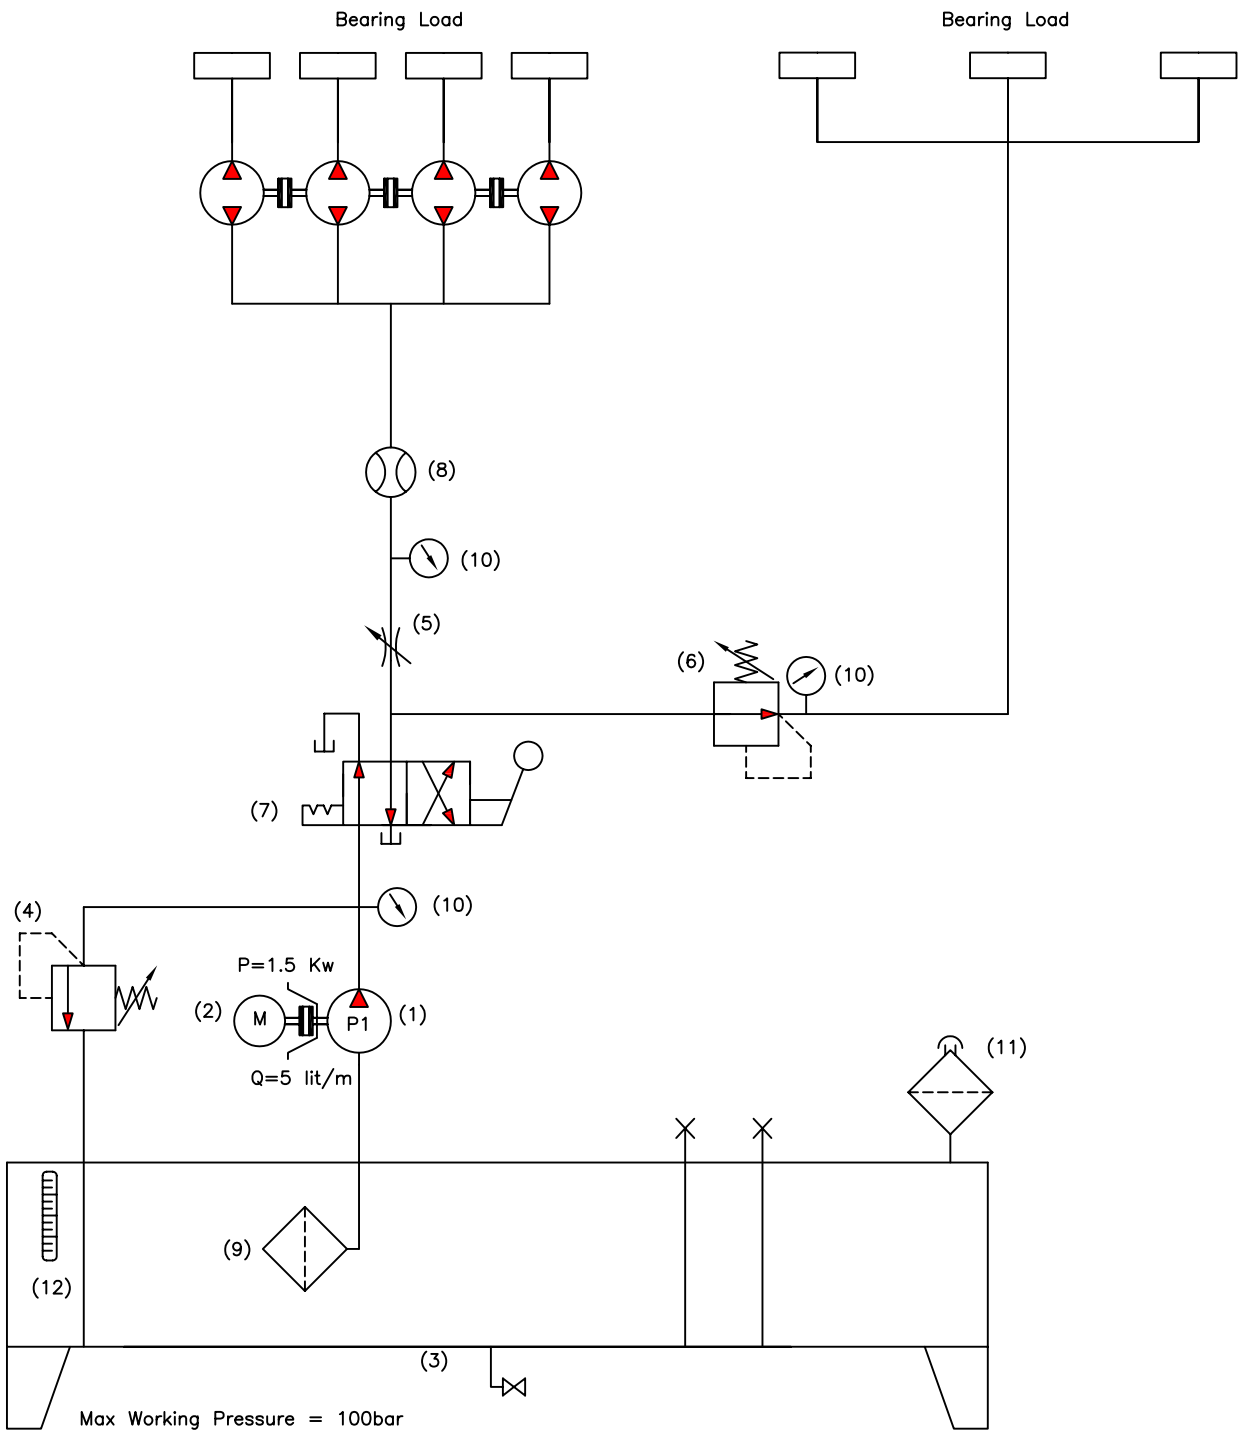 Bearing Load
Bearing Load
(8)
(10)
(5)
(6)
(10)
(7)
(4)
(10)
P=1.5 Kw
(2)
M
P1
(1)
Q=5 lit/m
(11)
(9)
(12)
(3)
Max Working Pressure = 100bar